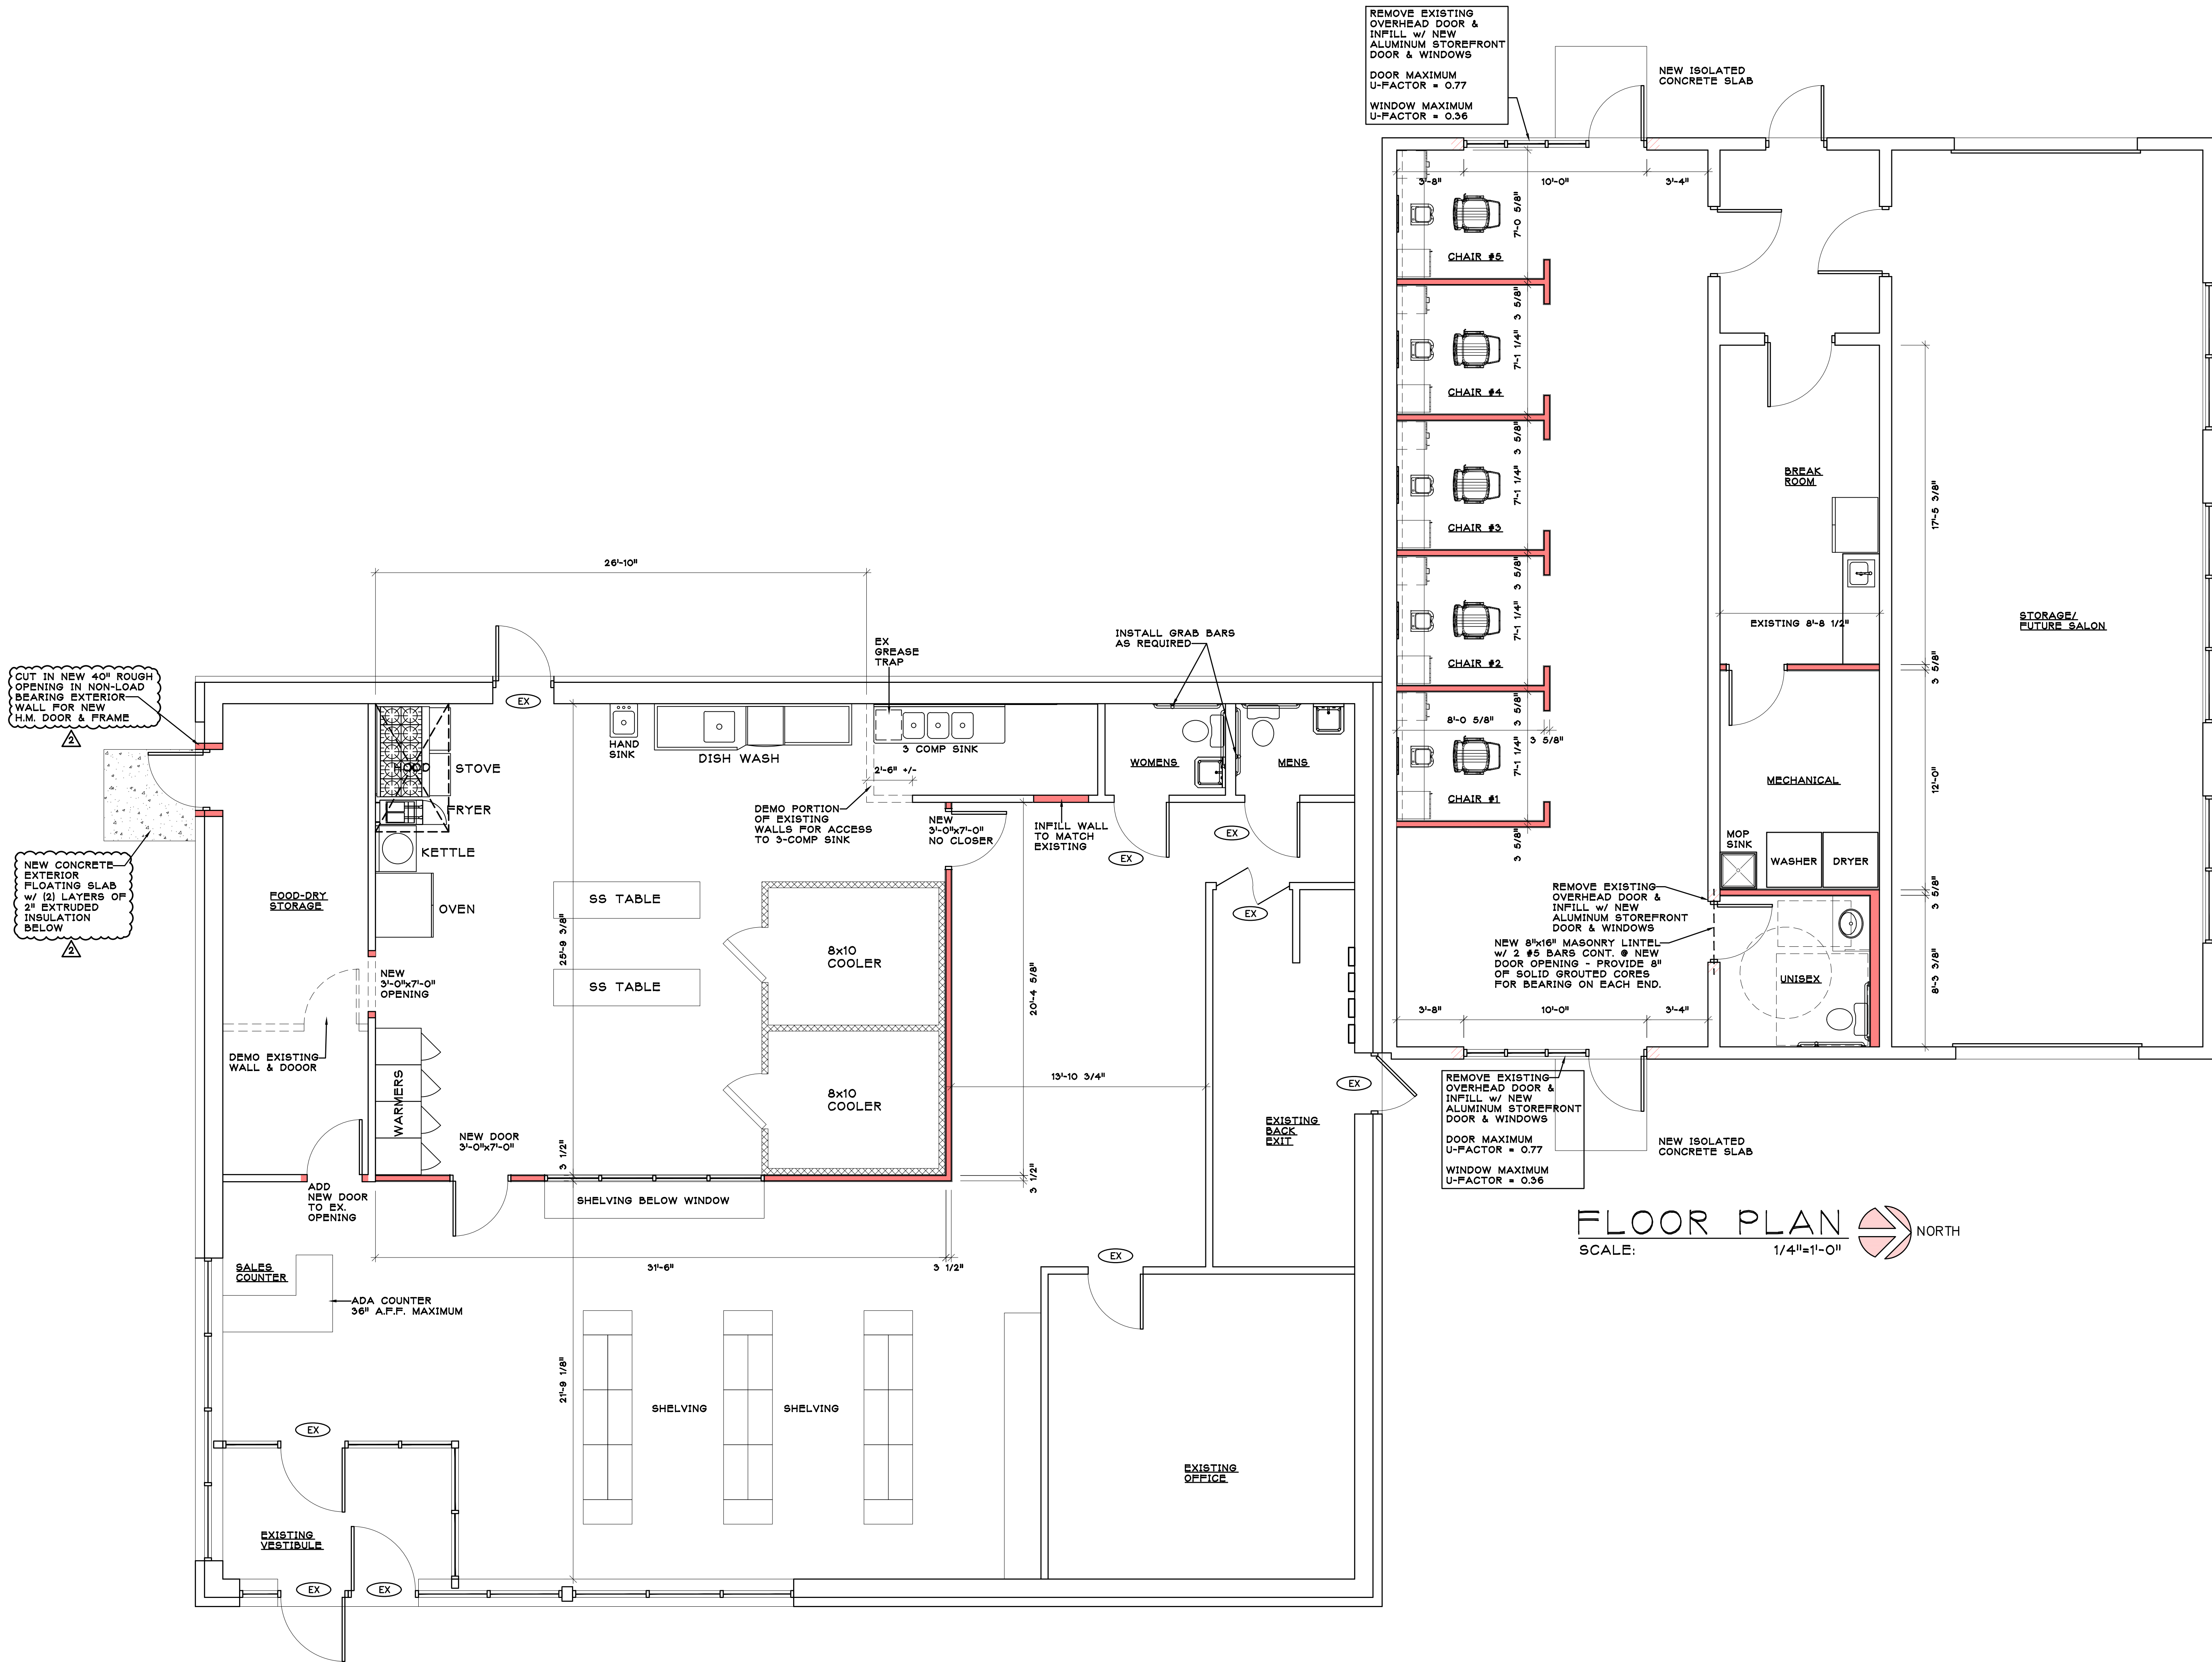 REMOVE EXISTING
OVERHEAD DOOR &
INFILL w/ NEW
ALUMINUM STOREFRONT
DOOR & WINDOWS
DOOR MAXIMUM
U-FACTOR = 0.77
WINDOW MAXIMUM
U-FACTOR = 0.36
NEW ISOLATED
CONCRETE SLAB
3'-8"
10'-0"
3'-4"
7'-0 5/8"
CHAIR #5
3 5/8"
7'-1 1/4"
CHAIR #4
3 5/8"
7'-1 1/4"
CHAIR #3
3 5/8"
7'-1 1/4"
CHAIR #2
3 5/8"
8'-0 5/8"
3 5/8"
7'-1 1/4"
CHAIR #1
3 5/8"
BREAK
ROOM
17'-5 3/8"
EXISTING 8'-8 1/2"
STORAGE/
FUTURE SALON
3 5/8"
MECHANICAL
12'-0"
MOP
SINK
WASHER
DRYER
3 5/8"
REMOVE EXISTING
OVERHEAD DOOR &
INFILL w/ NEW
ALUMINUM STOREFRONT
DOOR & WINDOWS
NEW 8"x16" MASONRY LINTEL
w/ 2 #5 BARS CONT. @ NEW
DOOR OPENING - PROVIDE 8"
OF SOLID GROUTED CORES
FOR BEARING ON EACH END.
UNISEX
8'-3 3/8"
3'-8"
10'-0"
3'-4"
REMOVE EXISTING
OVERHEAD DOOR &
INFILL w/ NEW
ALUMINUM STOREFRONT
DOOR & WINDOWS
DOOR MAXIMUM
U-FACTOR = 0.77
WINDOW MAXIMUM
U-FACTOR = 0.36
NEW ISOLATED
CONCRETE SLAB
FLOOR PLAN
SCALE: 1/4"=1'-0"
NORTH
26'-10"
CUT IN NEW 40" ROUGH
OPENING IN NON-LOAD
BEARING EXTERIOR
WALL FOR NEW
H.M. DOOR & FRAME
2
EX
EX
GREASE
TRAP
INSTALL GRAB BARS
AS REQUIRED
HAND
SINK
DISH WASH
3 COMP SINK
2'-6" +/-
WOMENS
MENS
HOOD
STOVE
FRYER
KETTLE
OVEN
DEMO PORTION
OF EXISTING
WALLS FOR ACCESS
TO 3-COMP SINK
NEW
3'-0"x7'-0"
NO CLOSER
INFILL WALL
TO MATCH
EXISTING
EX
EX
EX
NEW CONCRETE
EXTERIOR
FLOATING SLAB
w/ (2) LAYERS OF
2" EXTRUDED
INSULATION
BELOW
2
FOOD-DRY
STORAGE
SS TABLE
25'-9 3/8"
SS TABLE
8x10
COOLER
8x10
COOLER
20'-4 5/8"
NEW
3'-0"x7'-0"
OPENING
DEMO EXISTING
WALL & DOOOR
WARMERS
NEW DOOR
3'-0"x7'-0"
3 1/2"
13'-10 3/4"
EX
EXISTING
BACK
EXIT
ADD
NEW DOOR
TO EX.
OPENING
SHELVING BELOW WINDOW
3 1/2"
31'-6"
3 1/2"
EX
SALES
COUNTER
ADA COUNTER
36" A.F.F. MAXIMUM
21'-9 1/8"
SHELVING
SHELVING
EX
EXISTING
OFFICE
EXISTING
VESTIBULE
EX
EX